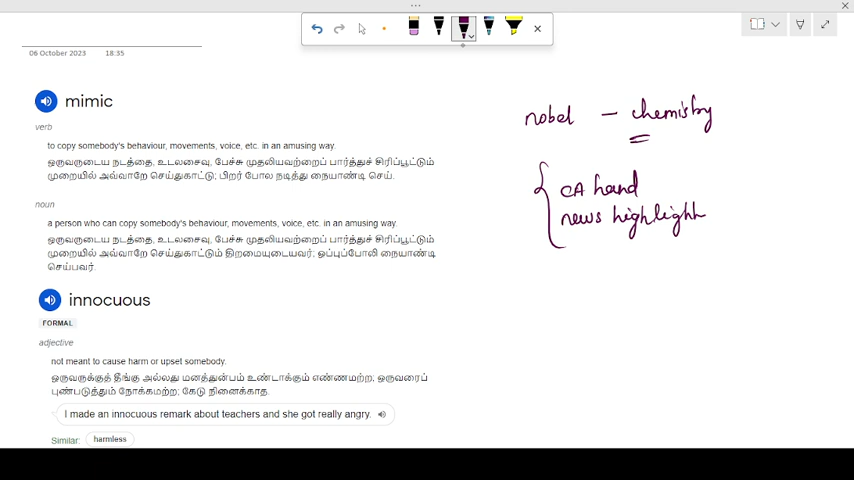 06 October 2023 18:35
mimic
verb
to copy somebody's behaviour, movements, voice, etc. in an amusing way.
ஒருவருடைய நடத்தை, உடலசைவு, பேச்சு முதலியவற்றைப் பார்த்துச் சிரிப்பூட்டும்
முறையில் அவ்வாறே செய்துகாட்டு; பிறர் போல நடித்து நையாண்டி செய்.
noun
a person who can copy somebody's behaviour, movements, voice, etc. in an amusing way.
ஒருவருடைய நடத்தை, உடலசைவு, பேச்சு முதலியவற்றைப் பார்த்துச் சிரிப்பூட்டும்
முறையில் அவ்வாறே செய்துகாட்டும் திறமையுடையவர்; ஒப்புப்போலி நையாண்டி
செய்பவர்.
innocuous
FORMAL
adjective
not meant to cause harm or upset somebody.
ஒருவருக்குத் தீங்கு அல்லது மனத்துன்பம் உண்டாக்கும் எண்ணமற்ற; ஒருவரைப்
புண்படுத்தும் நோக்கமற்ற; கேடு நினைக்காத.
I made an innocuous remark about teachers and she got really angry.
Similar: harmless
nobel - chemistry
CA hand
news highlight